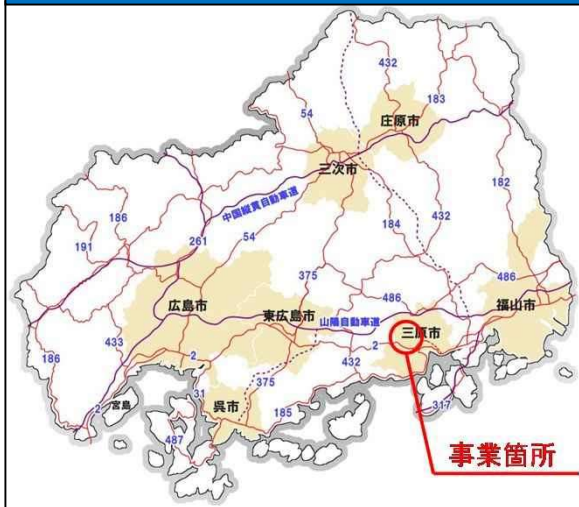 432
54
183
庄原市
三次市
182
中国縦貫自動車道
186
184
432
191
261
54
375
486
486
広島市
東広島市
山陽自動車道
福山市
三原市
2
186
433
2
432
31
375
宮島
2
呉市
185
317
487
事業箇所